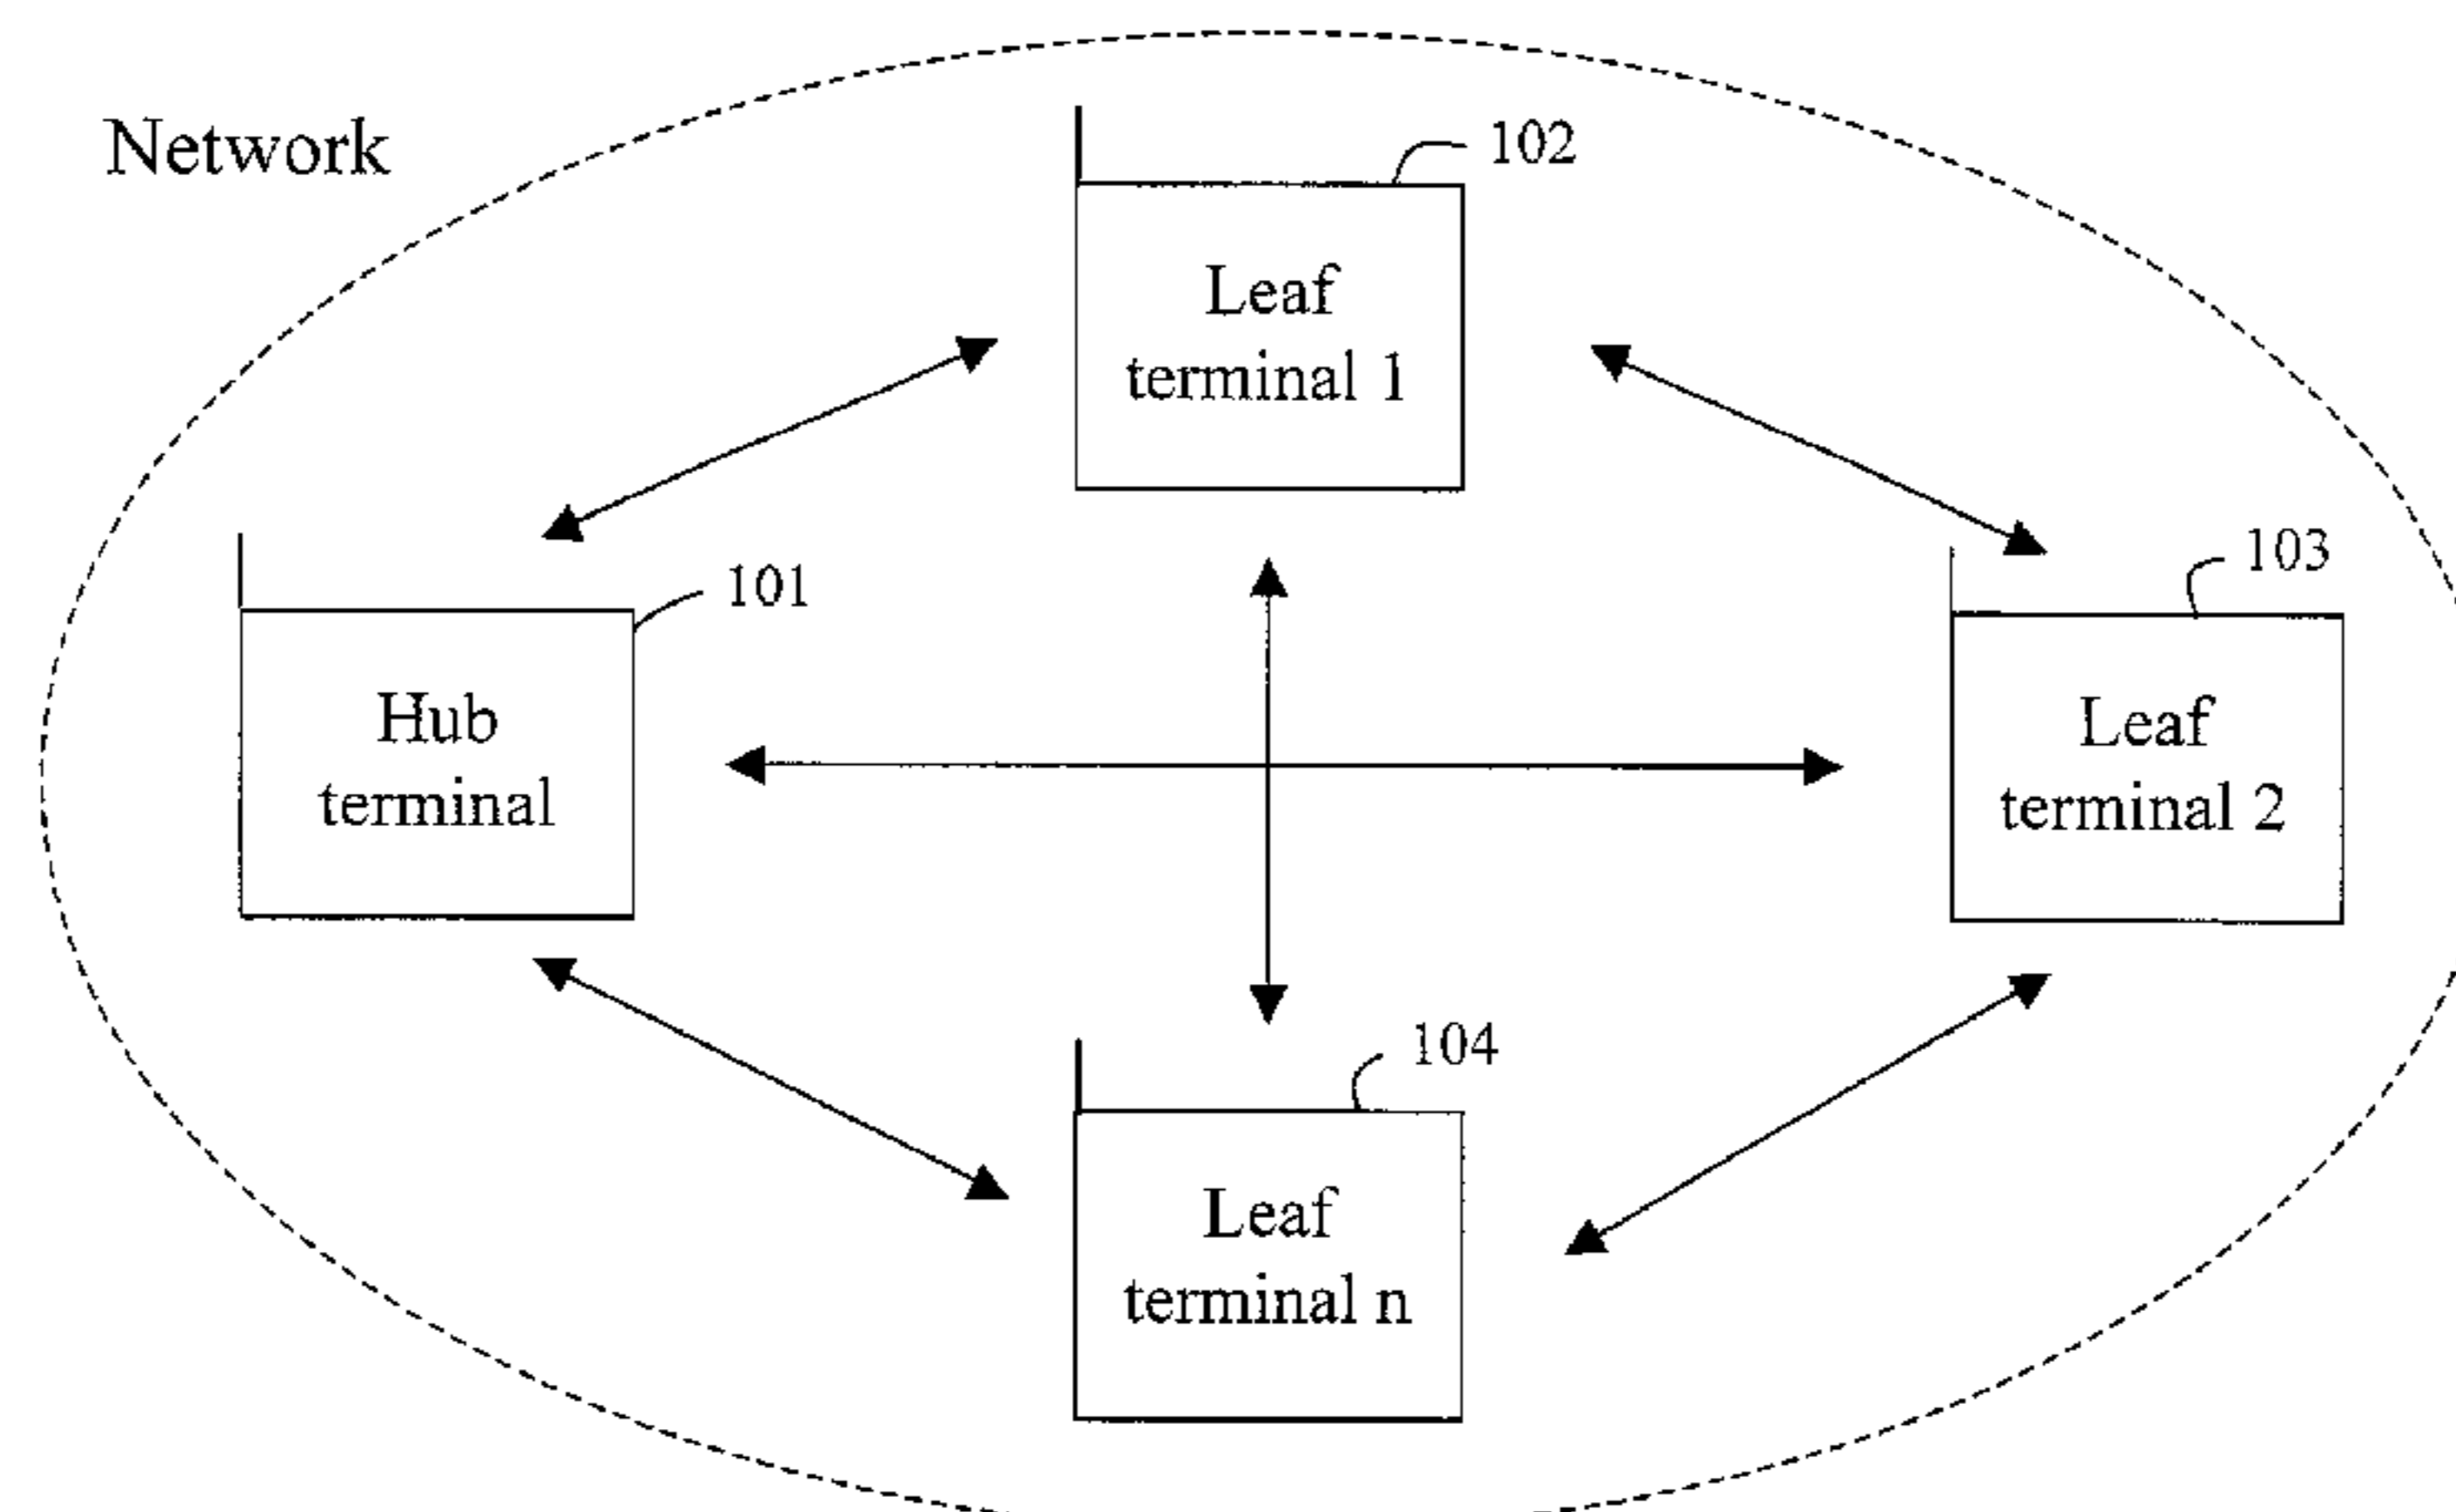 Network
102
Leaf
terminal 1
101
Hub
terminal
103
Leaf
terminal 2
104
Leaf
terminal n